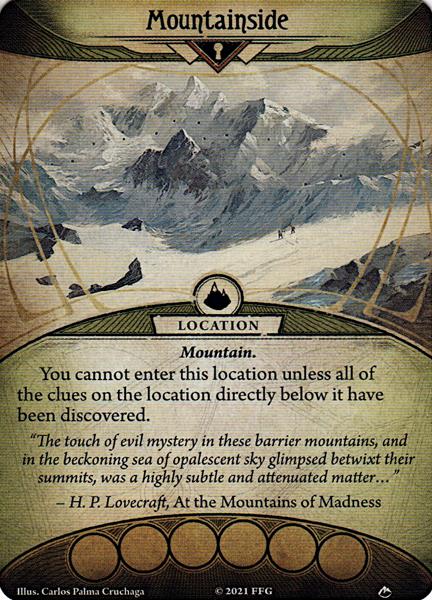 Mountainside
LOCATION
Mountain.
You cannot enter this location unless all of
the clues on the location directly below it have
been discovered.
“The touch of evil mystery in these barrier mountains, and
in the beckoning sea of opalescent sky glimpsed betwixt their
summits, was a highly subtle and attenuated matter…”
– H. P. Lovecraft, At the Mountains of Madness
Illus. Carlos Palma Cruchaga
© 2021 FFG